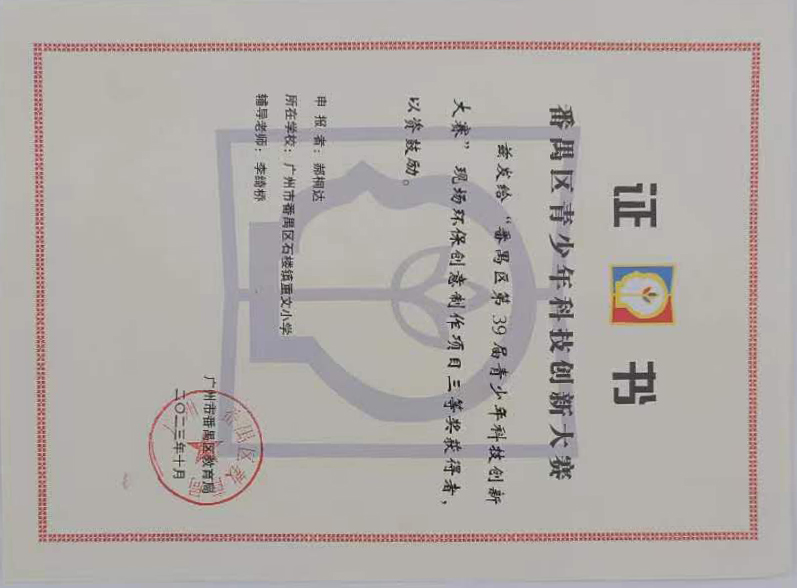 证书
番禺区青少年科技创新大赛
兹发给“番禺区第39届青少年科技创新
大赛”现场环保创意制作项目三等奖获得者，
以资鼓励。
申报者：郝桐达
所在学校：广州市番禺区石楼镇重文小学
辅导老师：李绮桥
广州市番禺区教育局
二〇二三年十月